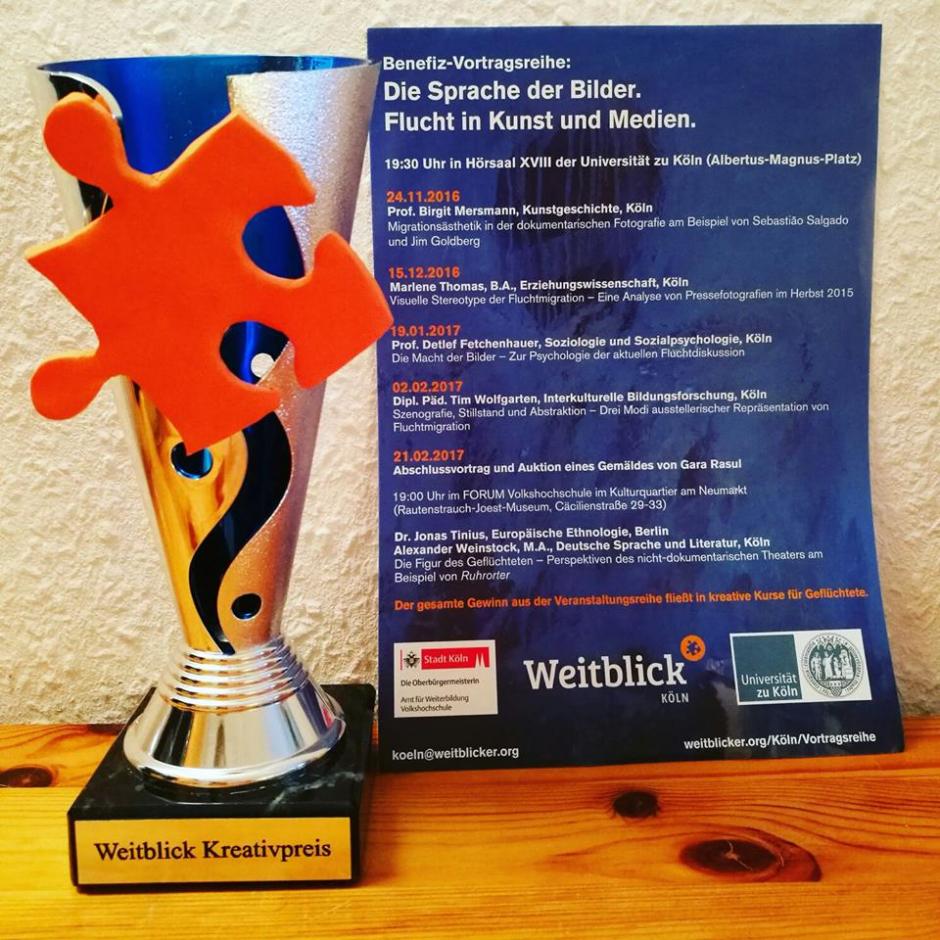 Benefiz-Vortragsreihe:
Die Sprache der Bilder.
Flucht in Kunst und Medien.
19:30 Uhr in Hörsaal XVIII der Universität zu Köln (Albertus-Magnus-Platz)
24.11.2016
Prof. Birgit Mersmann, Kunstgeschichte, Köln
Migrationsästhetik in der dokumentarischen Fotografie am Beispiel von Sebastião Salgado
und Jim Goldberg
15.12.2016
Marlene Thomas, B.A., Erziehungswissenschaft, Köln
Visuelle Stereotype der Fluchtmigration – Eine Analyse von Pressefotografien im Herbst 2015
19.01.2017
Prof. Detlef Fetchenhauer, Soziologie und Sozialpsychologie, Köln
Die Macht der Bilder – Zur Psychologie der aktuellen Fluchtdiskussion
02.02.2017
Dipl. Päd. Tim Wolfgarten, Interkulturelle Bildungsforschung, Köln
Szenografie, Stillstand und Abstraktion – Drei Modi ausstellerischer Repräsentation von
Fluchtmigration
21.02.2017
Abschlussvortrag und Auktion eines Gemäldes von Gara Rasul
19:00 Uhr im FORUM Volkshochschule im Kulturquartier am Neumarkt
(Rautenstrauch-Joest-Museum, Cäcilienstraße 29-33)
Dr. Jonas Tinius, Europäische Ethnologie, Berlin
Alexander Weinstock, M.A., Deutsche Sprache und Literatur, Köln
Die Figur des Geflüchteten – Perspektiven des nicht-dokumentarischen Theaters am
Beispiel von Ruhrorter
Der gesamte Gewinn aus der Veranstaltungsreihe fließt in kreative Kurse für Geflüchtete.
Stadt Köln
Die Oberbürgermeisterin
Amt für Weiterbildung
Volkshochschule
Weitblick
KÖLN
Universität
zu Köln
koeln@weitblicker.org
weitblicker.org/Köln/Vortragsreihe
Weitblick Kreativpreis